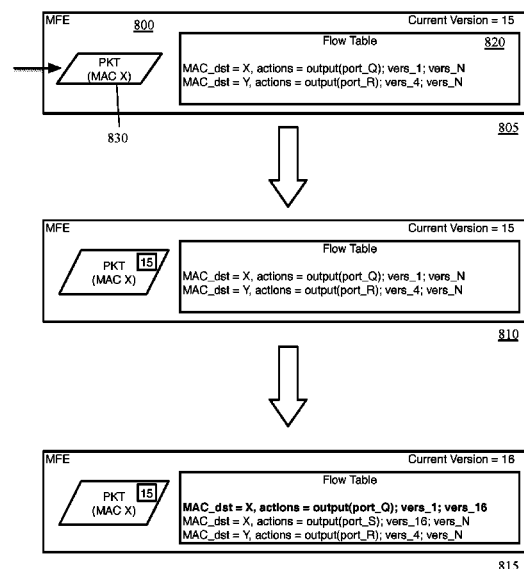 MFE 800 Current Version = 15
Flow Table 820
PKT
(MAC X)
MAC_dst = X, actions = output(port_Q); vers_1; vers_N
MAC_dst = Y, actions = output(port_R); vers_4; vers_N
830
805
MFE Current Version = 15
Flow Table
PKT 15
(MAC X)
MAC_dst = X, actions = output(port_Q); vers_1; vers_N
MAC_dst = Y, actions = output(port_R); vers_4; vers_N
810
MFE Current Version = 16
Flow Table
PKT 15
(MAC X)
MAC_dst = X, actions = output(port_Q); vers_1; vers_16
MAC_dst = X, actions = output(port_S); vers_16; vers_N
MAC_dst = Y, actions = output(port_R); vers_4; vers_N
815